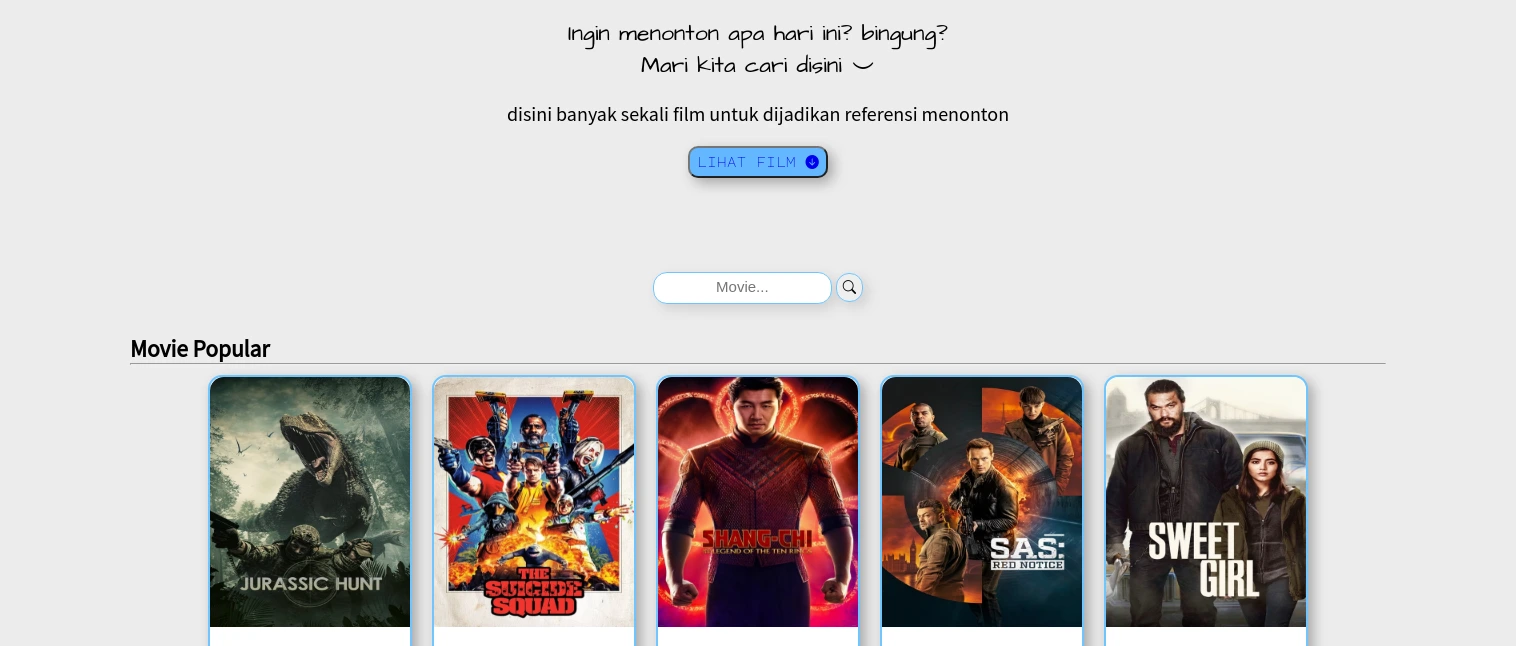 Ingin menonton apa hari ini? bingung?
Mari kita cari disini
disini banyak sekali film untuk dijadikan referensi menonton
LIHAT FILM
Movie...
Movie Popular
JURASSIC HUNT
THE
SUICIDE
SQUAD
SHANG-CHI
LEGEND OF THE TEN RINGS
SAS:
RED NOTICE
SWEET
GIRL